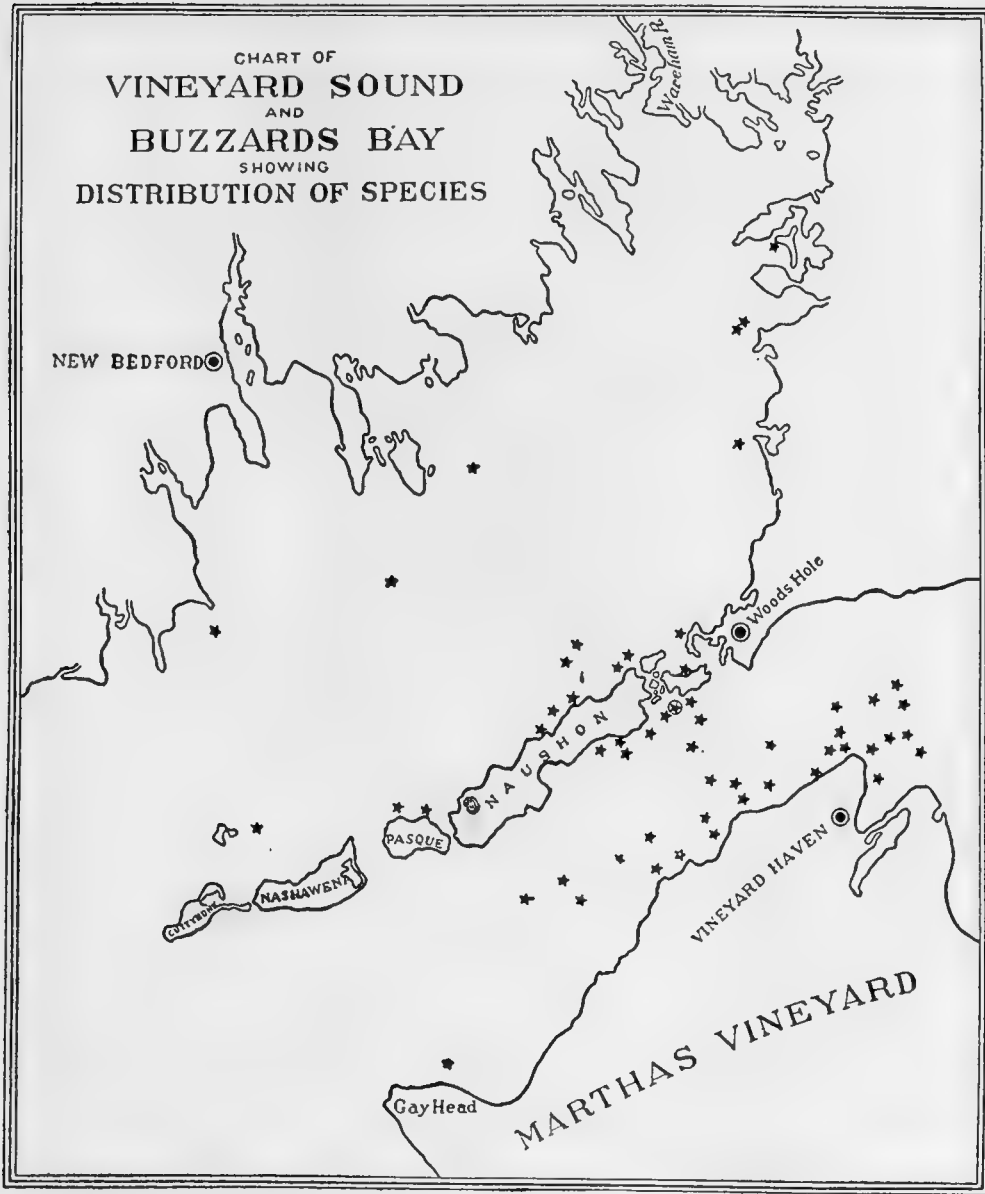 CHART OF
VINEYARD SOUND
AND
BUZZARDS BAY
SHOWING
DISTRIBUTION OF SPECIES
Wareham R.
NEW BEDFORD
Woods Hole
NAUSHON
PASQUE
NASHAWENA
CUTTYHUNK
VINEYARD HAVEN
MARTHAS VINEYARD
Gay Head